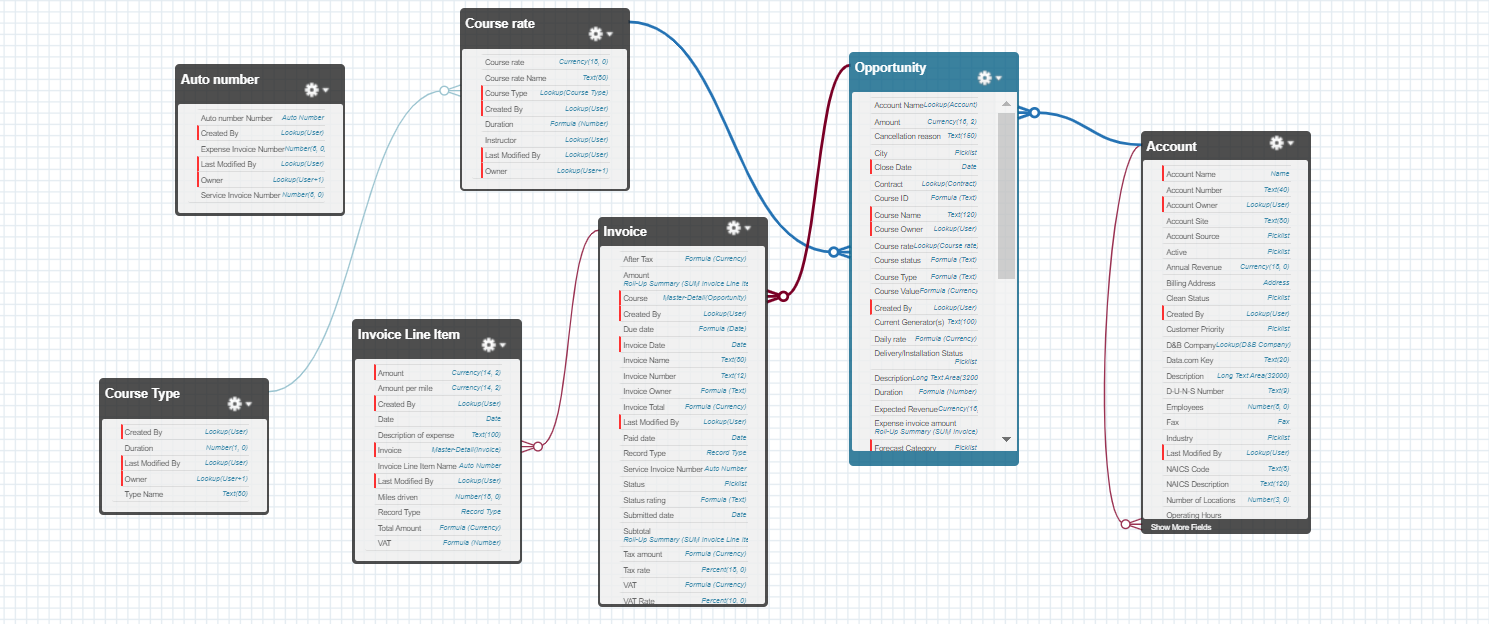 Course rate
Course rate Currency(18, 0)
Course rate Name Text(80)
Course Type Lookup(Course Type)
Created By Lookup(User)
Duration Formula (Number)
Instructor Lookup(User)
Last Modified By Lookup(User)
Owner Lookup(User+1)
Auto number
Auto number Number Auto Number
Created By Lookup(User)
Expense Invoice Number Number(6, 0,
Last Modified By Lookup(User)
Owner Lookup(User+1)
Service Invoice Number Number(6, 0)
Opportunity
Account Name Lookup(Account)
Amount Currency(16, 2)
Cancellation reason Text(150)
City Picklist
Close Date Date
Contract Lookup(Contract)
Course ID Formula (Text)
Course Name Text(120)
Course Owner Lookup(User)
Course rate Lookup(Course rate)
Course status Formula (Text)
Course Type Formula (Text)
Course Value Formula (Currency
Created By Lookup(User)
Current Generator(s) Text(100)
Daily rate Formula (Currency)
Delivery/Installation Status
Picklist
Description Long Text Area(3200
Duration Formula (Number)
Expected Revenue Currency(16,
Expense invoice amount
Roll-Up Summary (SUM Invoice)
Forecast Category Picklist
Account
Account Name Name
Account Number Text(40)
Account Owner Lookup(User)
Account Site Text(80)
Account Source Picklist
Active Picklist
Annual Revenue Currency(18, 0)
Billing Address Address
Clean Status Picklist
Created By Lookup(User)
Customer Priority Picklist
D&B Company Lookup(D&B Company)
Data.com Key Text(20)
Description Long Text Area(32000)
D-U-N-S Number Text(9)
Employees Number(8, 0)
Fax Fax
Industry Picklist
Last Modified By Lookup(User)
NAICS Code Text(8)
NAICS Description Text(120)
Number of Locations Number(3, 0)
Operating Hours
Show More Fields
Invoice
After Tax Formula (Currency)
Amount
Roll-Up Summary (SUM Invoice Line Ite
Course Master-Detail(Opportunity)
Created By Lookup(User)
Due date Formula (Date)
Invoice Date Date
Invoice Name Text(80)
Invoice Number Text(12)
Invoice Owner Formula (Text)
Invoice Total Formula (Currency)
Last Modified By Lookup(User)
Paid date Date
Record Type Record Type
Service Invoice Number Auto Number
Status Picklist
Status rating Formula (Text)
Submitted date Date
Subtotal
Roll-Up Summary (SUM Invoice Line Ite
Tax amount Formula (Currency)
Tax rate Percent(18, 0)
VAT Formula (Currency)
VAT Rate Percent(10, 0)
Invoice Line Item
Amount Currency(14, 2)
Amount per mile Currency(14, 2)
Created By Lookup(User)
Date Date
Description of expense Text(100)
Invoice Master-Detail(Invoice)
Invoice Line Item Name Auto Number
Last Modified By Lookup(User)
Miles driven Number(18, 0)
Record Type Record Type
Total Amount Formula (Currency)
VAT Formula (Number)
Course Type
Created By Lookup(User)
Duration Number(1, 0)
Last Modified By Lookup(User)
Owner Lookup(User+1)
Type Name Text(80)